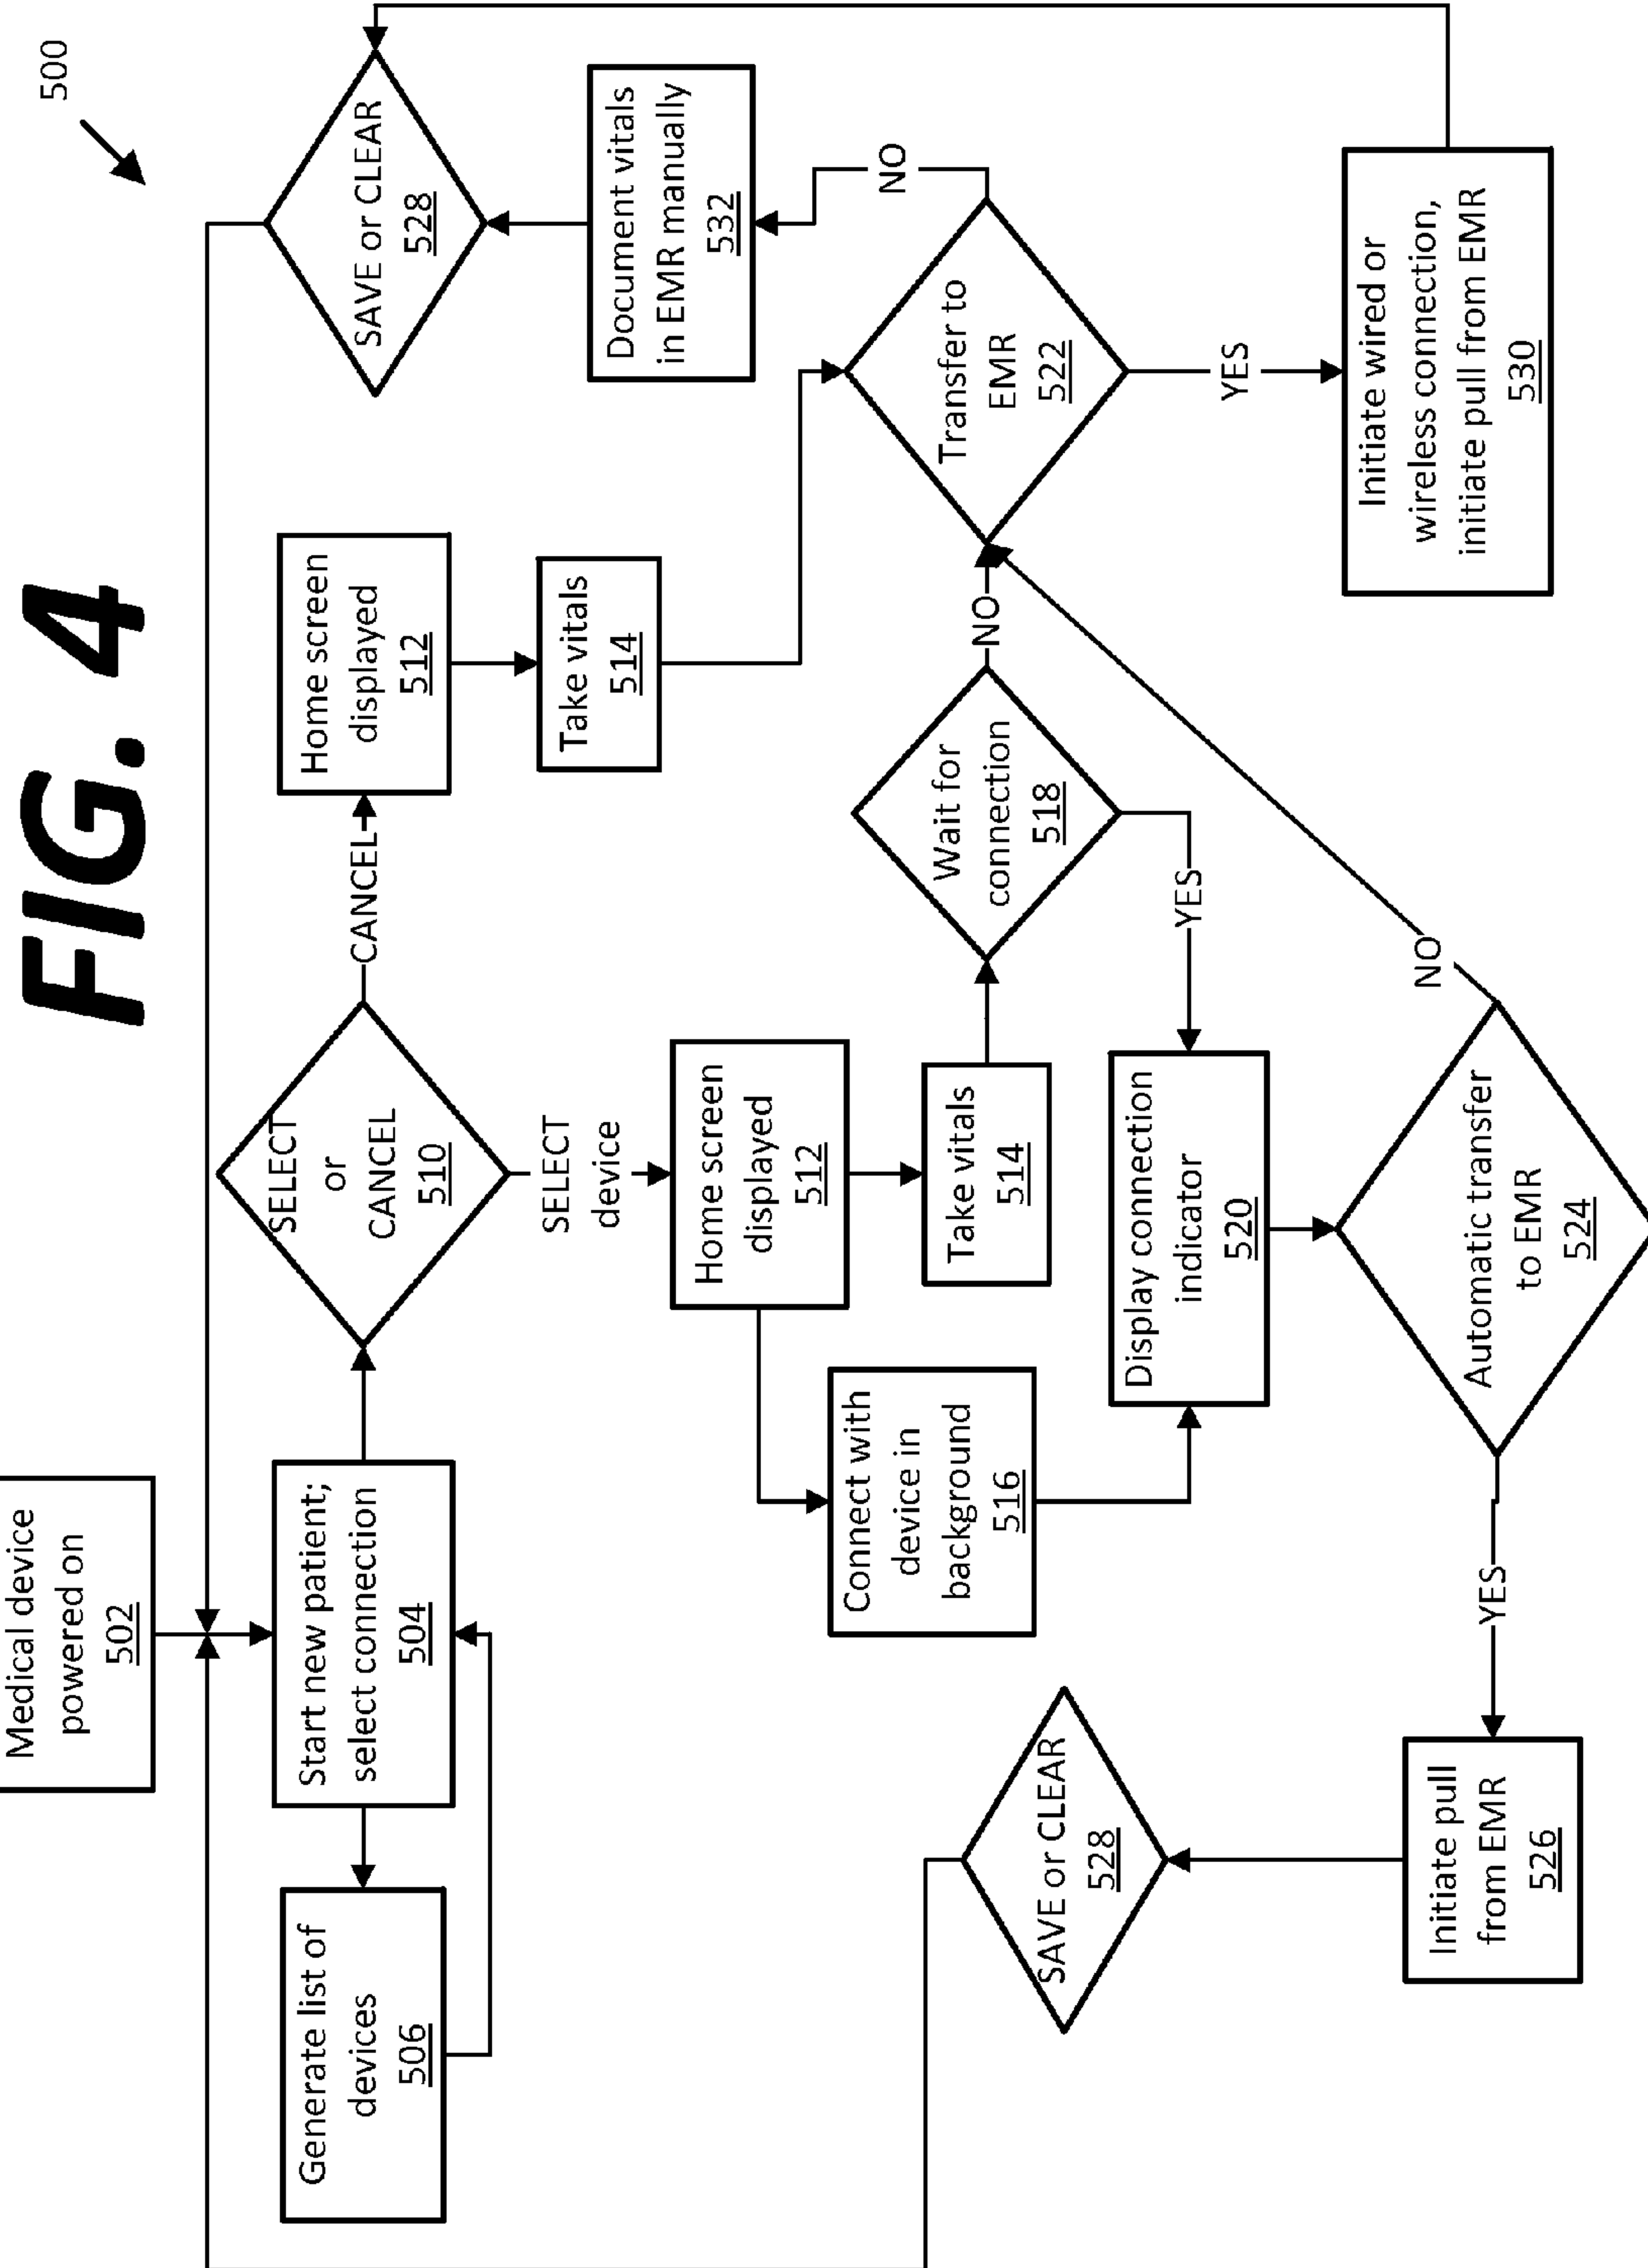 FIG. 4
500
Medical device
powered on
502
Generate list of
devices
506
Start new patient;
select connection
504
SELECT
or
CANCEL
510
CANCEL
Home screen
displayed
512
Take vitals
514
SAVE or CLEAR
528
Document vitals
in EMR manually
532
NO
SELECT
device
Home screen
displayed
512
Connect with
device in
background
516
Take vitals
514
Wait for
connection
518
NO
Transfer to
EMR
522
YES
YES
Display connection
indicator
520
SAVE or CLEAR
528
Initiate pull
from EMR
526
YES
Automatic transfer
to EMR
524
NO
Initiate wired or
wireless connection,
initiate pull from EMR
530